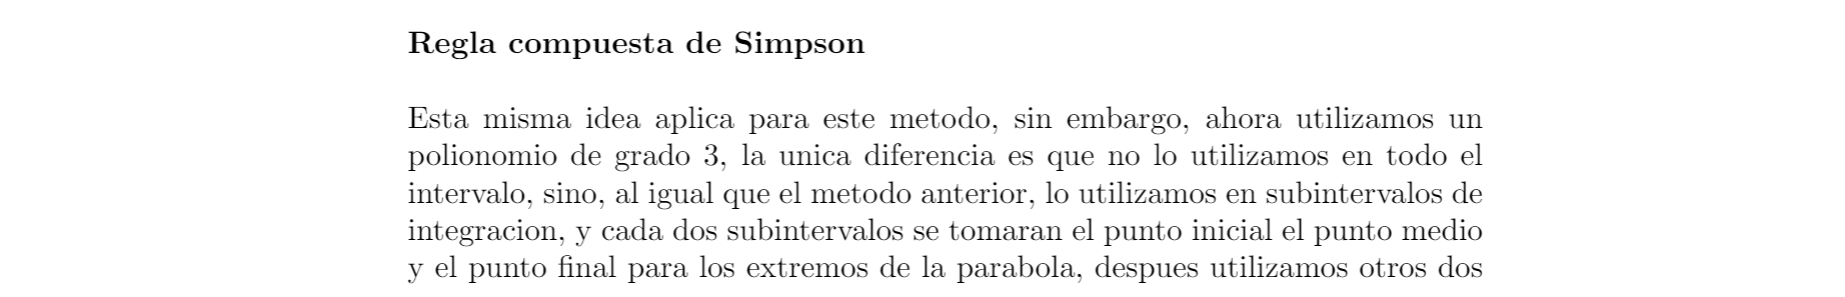 Regla compuesta de Simpson
Esta misma idea aplica para este metodo, sin embargo, ahora utilizamos un
polionomio de grado 3, la unica diferencia es que no lo utilizamos en todo el
intervalo, sino, al igual que el metodo anterior, lo utilizamos en subintervalos de
integracion, y cada dos subintervalos se tomaran el punto inicial el punto medio
y el punto final para los extremos de la parabola, despues utilizamos otros dos